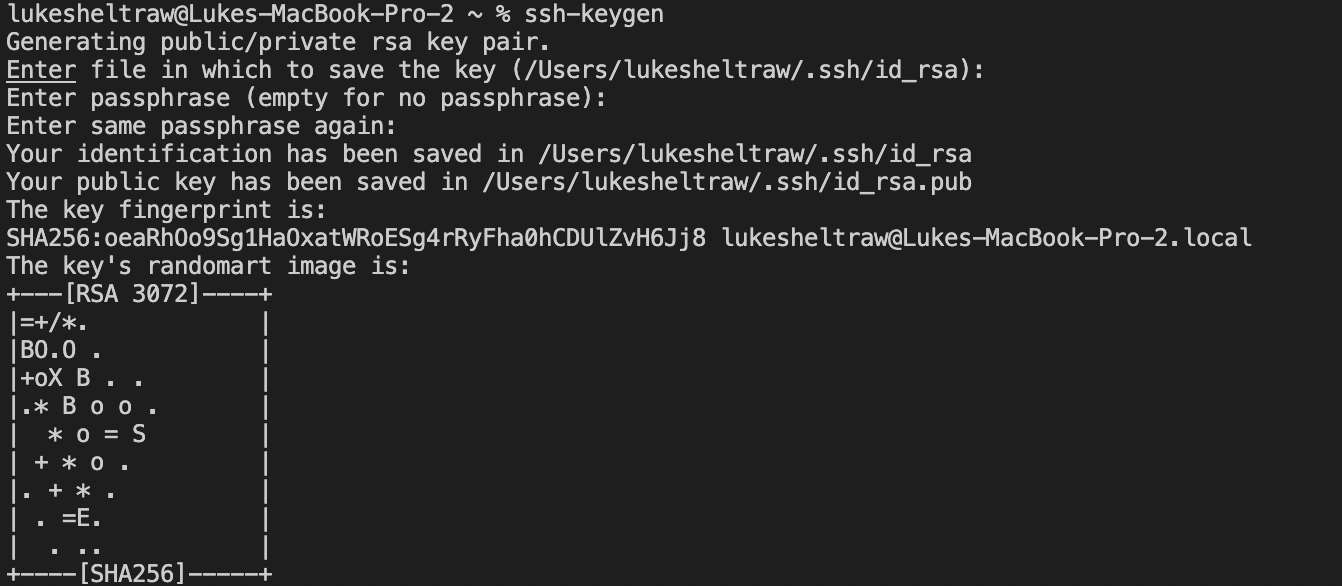 lukesheltraw@Lukes-MacBook-Pro-2 ~ % ssh-keygen
Generating public/private rsa key pair.
Enter file in which to save the key (/Users/lukesheltraw/.ssh/id_rsa):
Enter passphrase (empty for no passphrase):
Enter same passphrase again:
Your identification has been saved in /Users/lukesheltraw/.ssh/id_rsa
Your public key has been saved in /Users/lukesheltraw/.ssh/id_rsa.pub
The key fingerprint is:
SHA256:oeaRhOo9Sg1HaOxatWRoESg4rRyFha0hCDUlZvH6Jj8 lukesheltraw@Lukes-MacBook-Pro-2.local
The key's randomart image is:
+---[RSA 3072]----+
|=+/*.            |
|BO.O .           |
|+oX B . .        |
|.* B o o .       |
|  * o = S        |
| + * o .         |
|. + * .          |
| . =E.           |
|  . ..           |
+----[SHA256]-----+